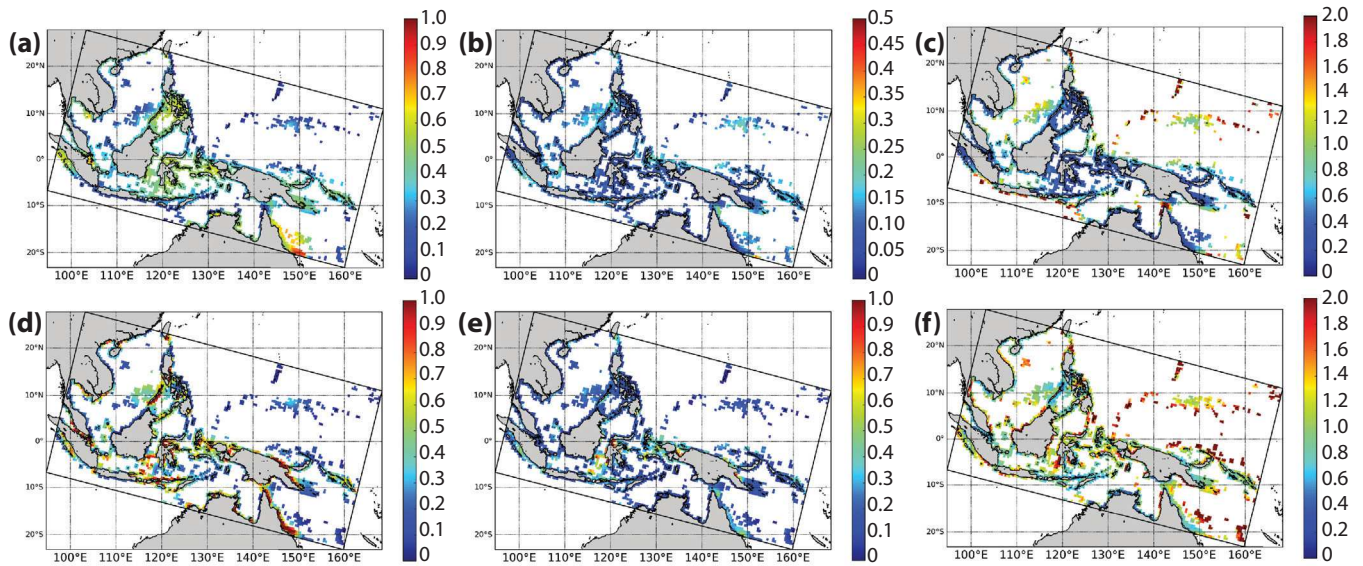 (a)
20°N
10°N
0°
10°S
20°S
100°E 110°E 120°E 130°E 140°E 150°E 160°E
1.0
0.9
0.8
0.7
0.6
0.5
0.4
0.3
0.2
0.1
0
(b)
20°N
10°N
0°
10°S
20°S
100°E 110°E 120°E 130°E 140°E 150°E 160°E
0.5
0.45
0.4
0.35
0.30
0.25
0.20
0.15
0.10
0.05
0
(c)
20°N
10°N
0°
10°S
20°S
100°E 110°E 120°E 130°E 140°E 150°E 160°E
2.0
1.8
1.6
1.4
1.2
1.0
0.8
0.6
0.4
0.2
0
(d)
20°N
10°N
0°
10°S
20°S
100°E 110°E 120°E 130°E 140°E 150°E 160°E
1.0
0.9
0.8
0.7
0.6
0.5
0.4
0.3
0.2
0.1
0
(e)
20°N
10°N
0°
10°S
20°S
100°E 110°E 120°E 130°E 140°E 150°E 160°E
1.0
0.9
0.8
0.7
0.6
0.5
0.4
0.3
0.2
0.1
0
(f)
20°N
10°N
0°
10°S
20°S
100°E 110°E 120°E 130°E 140°E 150°E 160°E
2.0
1.8
1.6
1.4
1.2
1.0
0.8
0.6
0.4
0.2
0